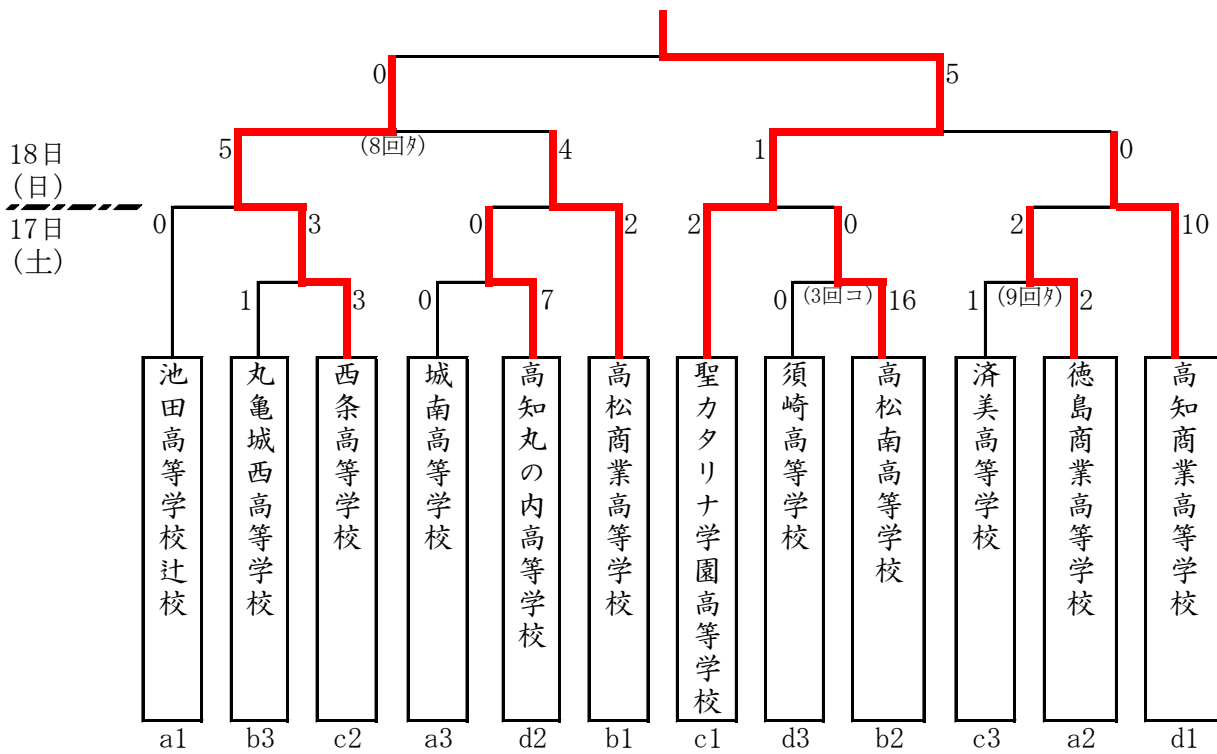 0
5
5
(8回ﾀ)
4
1
0
18日
(日)
17日
(土)
0
3
0
2
2
0
2
10
1
3
0
7
0
(3回コ)
16
1
(9回ﾀ)
2
池田高等学校辻校
丸亀城西高等学校
西条高等学校
城南高等学校
高知丸の内高等学校
高松商業高等学校
聖カタリナ学園高等学校
須崎高等学校
高松南高等学校
済美高等学校
徳島商業高等学校
高知商業高等学校
a1
b3
c2
a3
d2
b1
c1
d3
b2
c3
a2
d1